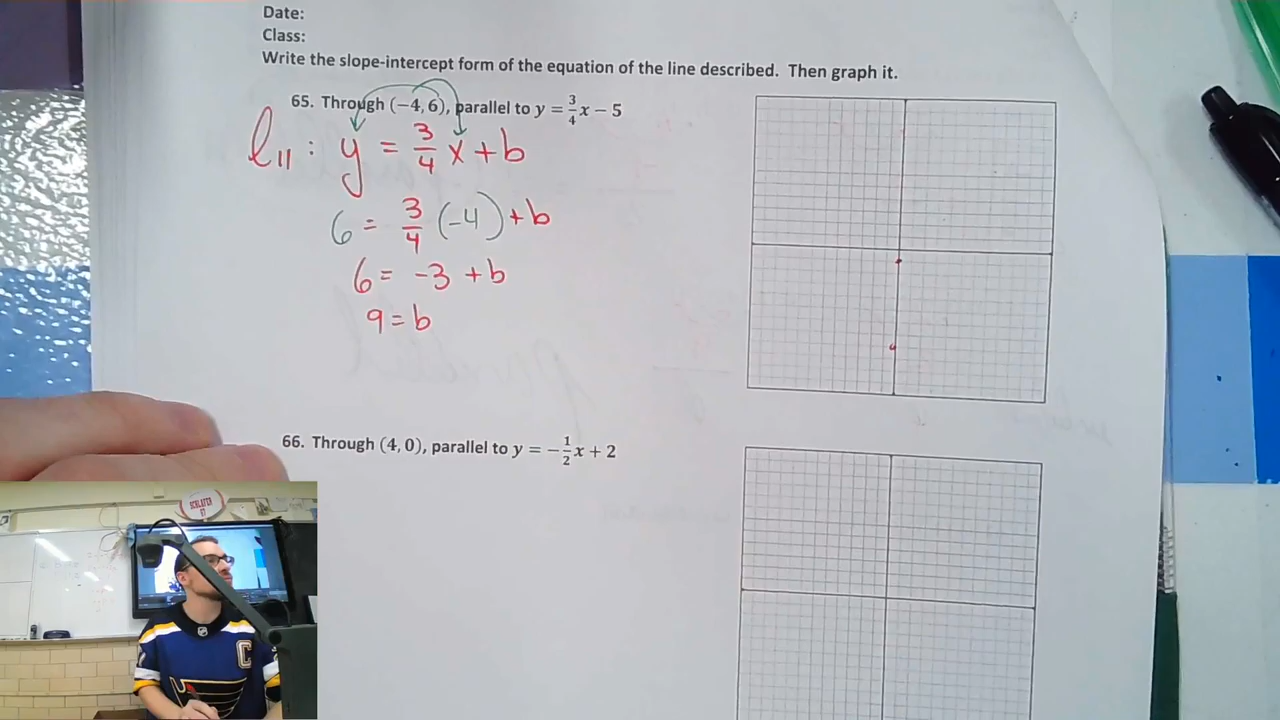 Date:
Class:
Write the slope-intercept form of the equation of the line described. Then graph it.
65. Through (−4, 6), parallel to y = 3/4 x − 5
l|| : y = 3/4 x + b
6 = 3/4 (-4) + b
6 = -3 + b
9 = b
66. Through (4, 0), parallel to y = −1/2 x + 2
C